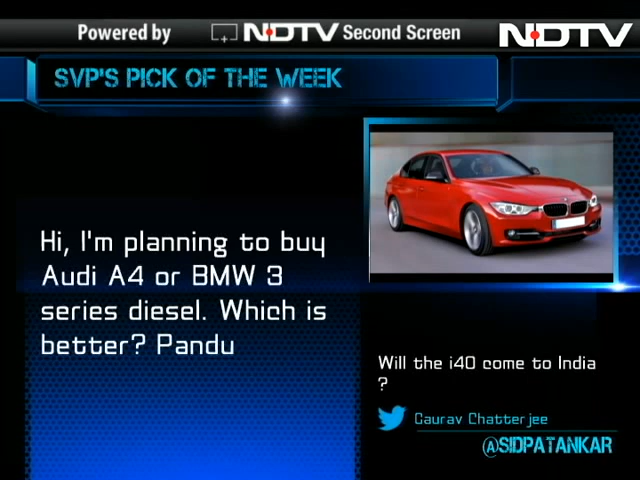 Powered by NDTV Second Screen NDTV
SVP'S PICK OF THE WEEK
Hi, I'm planning to buy
Audi A4 or BMW 3
series diesel. Which is
better? Pandu
Will the i40 come to India
?
Gaurav Chatterjee
@SIDPATANKAR